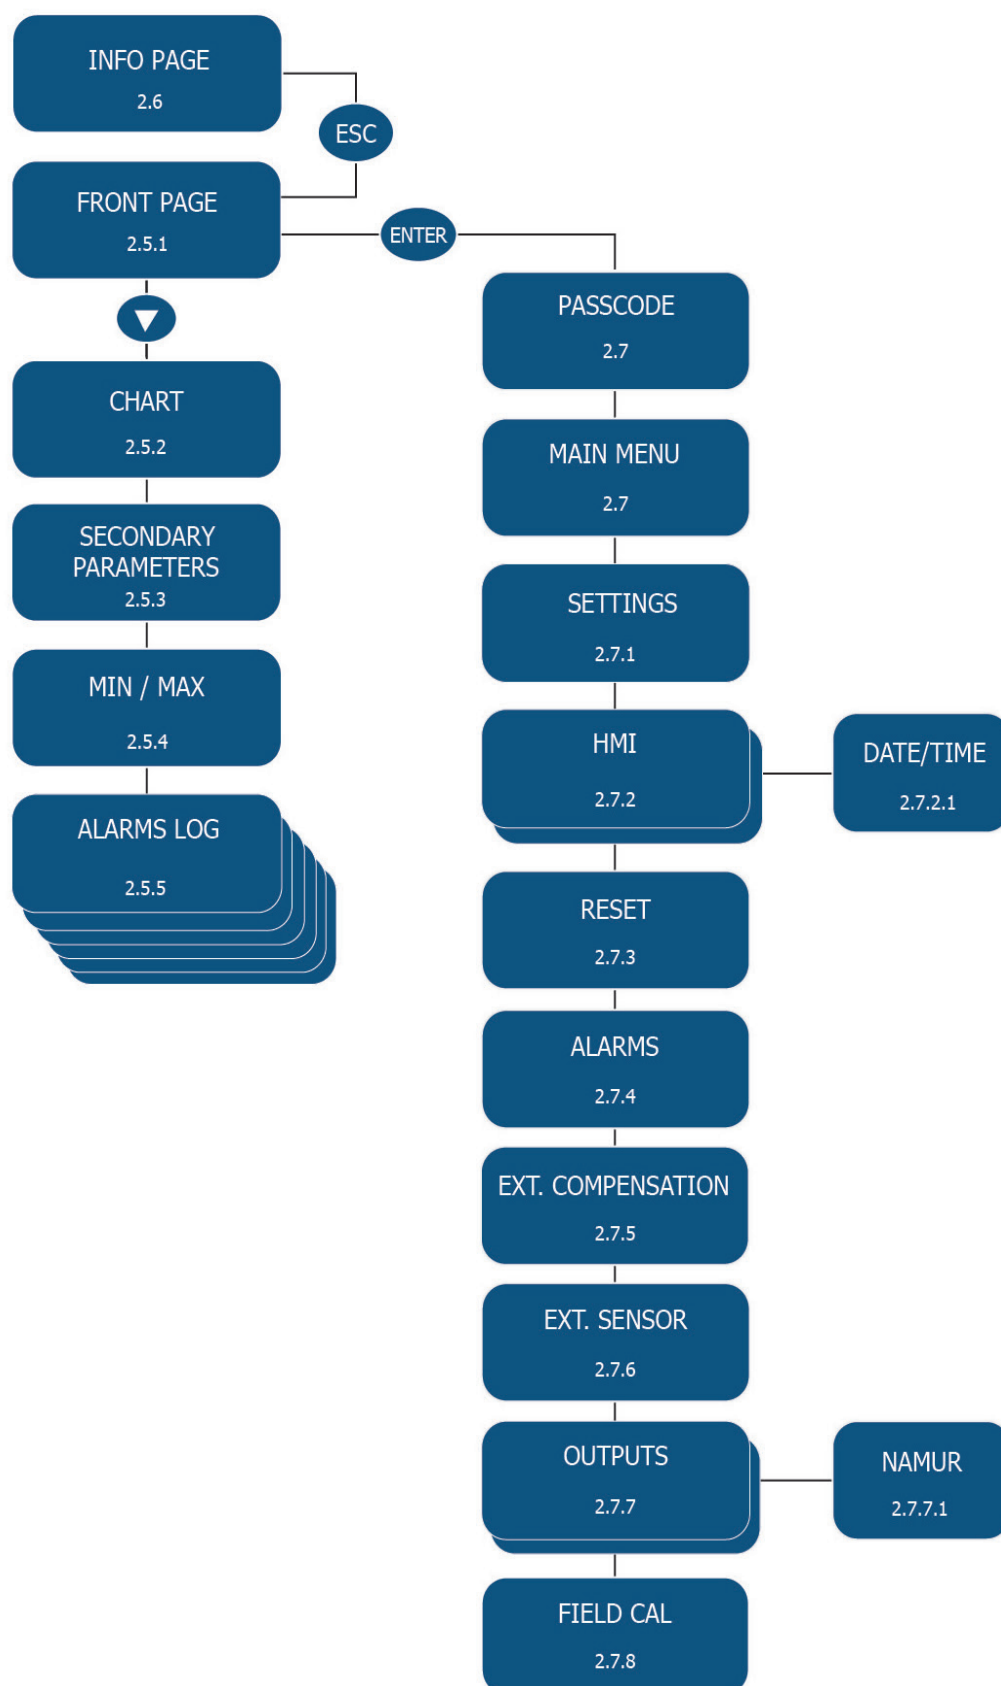 INFO PAGE
2.6
ESC
FRONT PAGE
2.5.1
ENTER
▼
CHART
2.5.2
SECONDARY
PARAMETERS
2.5.3
MIN / MAX
2.5.4
ALARMS LOG
2.5.5
PASSCODE
2.7
MAIN MENU
2.7
SETTINGS
2.7.1
HMI
2.7.2
DATE/TIME
2.7.2.1
RESET
2.7.3
ALARMS
2.7.4
EXT. COMPENSATION
2.7.5
EXT. SENSOR
2.7.6
OUTPUTS
2.7.7
NAMUR
2.7.7.1
FIELD CAL
2.7.8